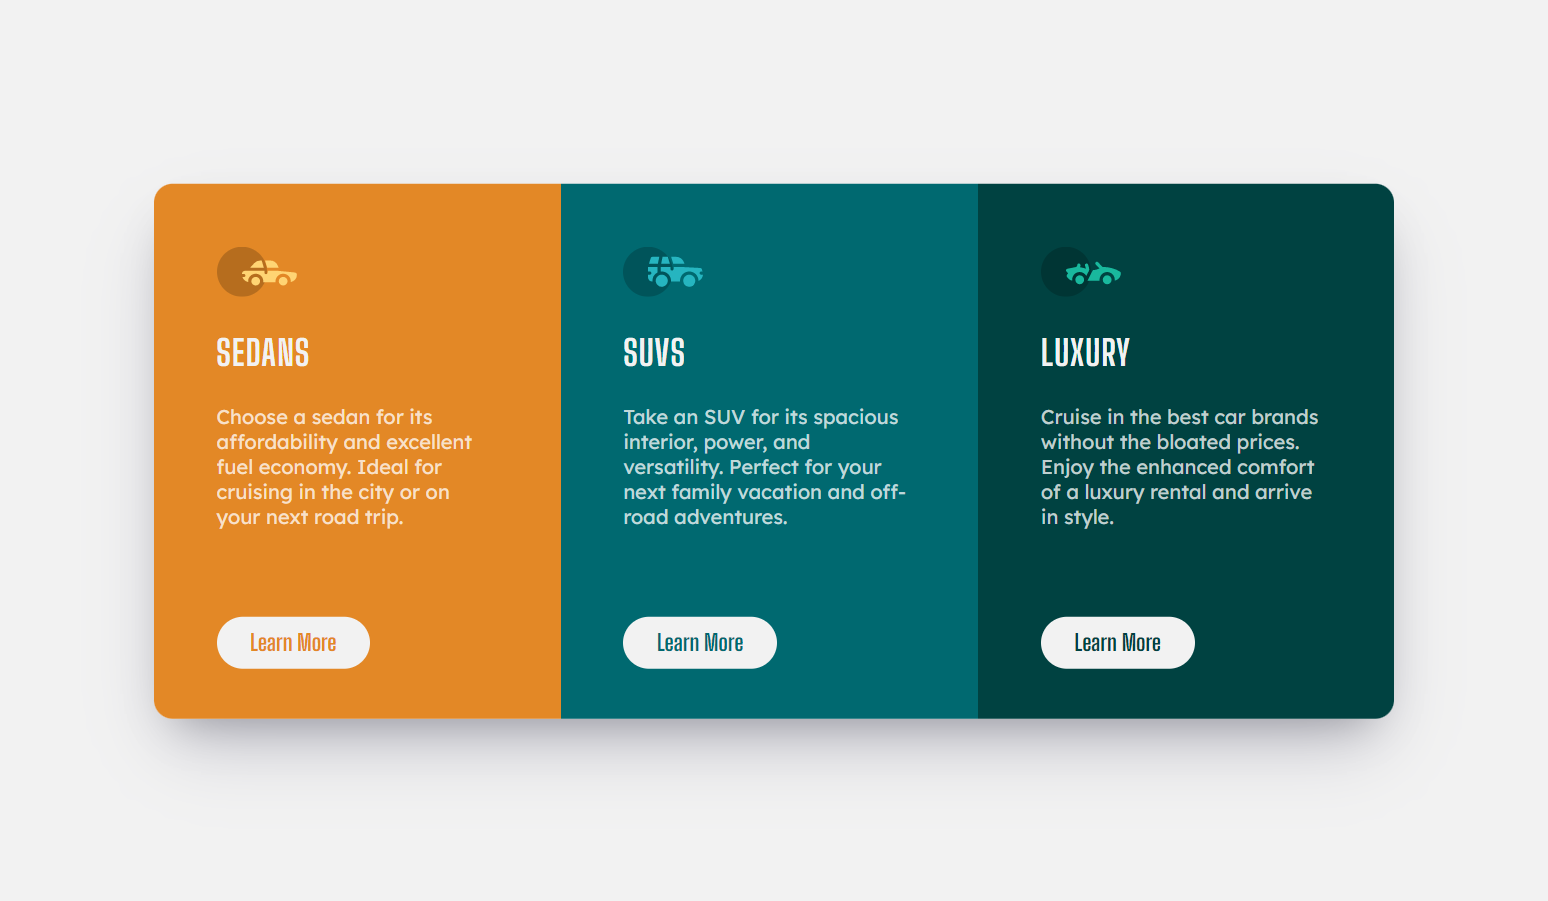 SEDANS
Choose a sedan for its
affordability and excellent
fuel economy. Ideal for
cruising in the city or on
your next road trip.
Learn More
SUVS
Take an SUV for its spacious
interior, power, and
versatility. Perfect for your
next family vacation and off-
road adventures.
Learn More
LUXURY
Cruise in the best car brands
without the bloated prices.
Enjoy the enhanced comfort
of a luxury rental and arrive
in style.
Learn More